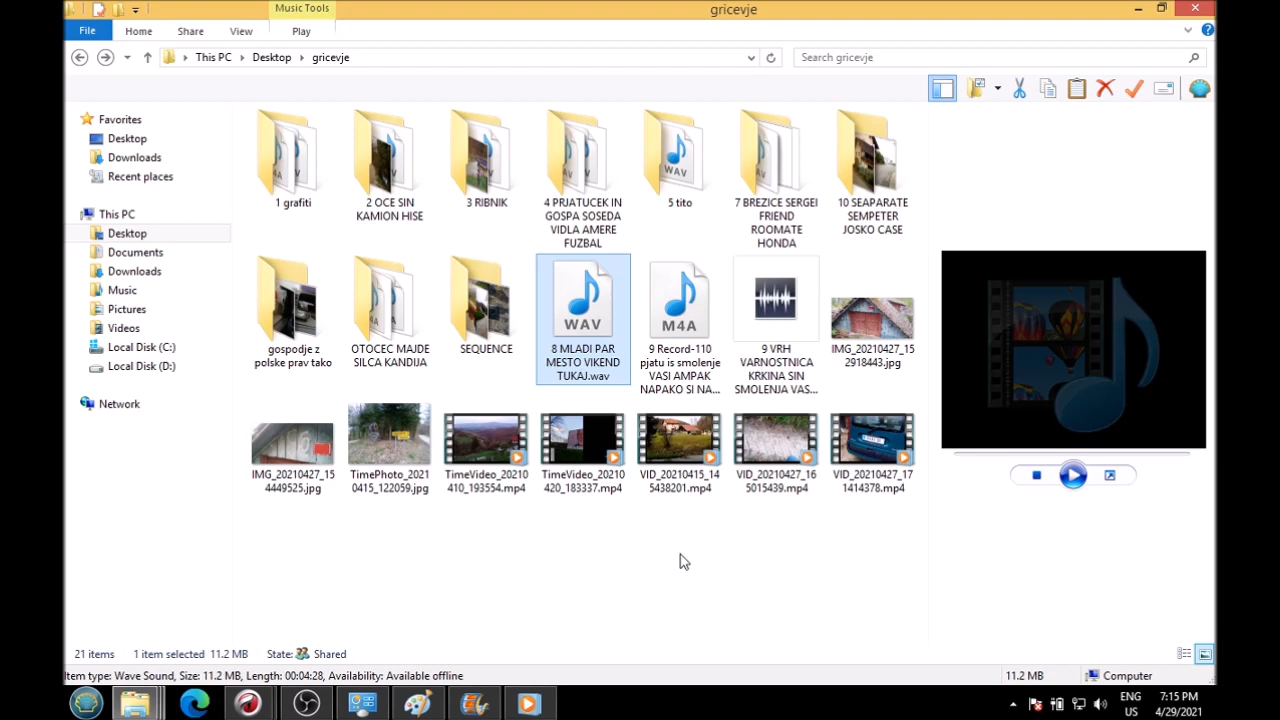 Music Tools
gricevje
File
Home
Share
View
Play
This PC
Desktop
gricevje
Search gricevje
Favorites
Desktop
Downloads
Recent places
This PC
Desktop
Documents
Downloads
Music
Pictures
Videos
Local Disk (C:)
Local Disk (D:)
Network
1 grafiti
2 OCE SIN
KAMION HISE
3 RIBNIK
4 PRJATUCEK IN
GOSPA SOSEDA
VIDLA AMERE
FUZBAL
WAV
5 tito
7 BREZICE SERGEI
FRIEND
ROOMATE
HONDA
10 SEAPARATE
SEMPETER
JOSKO CASE
gospodje z
polske prav tako
OTOCEC MAJDE
SILCA KANDIJA
SEQUENCE
WAV
8 MLADI PAR
MESTO VIKEND
TUKAJ.wav
M4A
9 Record-110
pjatu is smolenje
VASI AMPAK
NAPAKO SI NA...
9 VRH
VARNOSTNICA
KRKINA SIN
SMOLENJA VAS...
IMG_20210427_15
2918443.jpg
IMG_20210427_15
4449525.jpg
TimePhoto_2021
0415_122059.jpg
TimeVideo_20210
410_193554.mp4
TimeVideo_20210
420_183337.mp4
VID_20210415_14
5438201.mp4
VID_20210427_16
5015439.mp4
VID_20210427_17
1414378.mp4
21 items
1 item selected 11.2 MB
State:
Shared
Item type: Wave Sound, Size: 11.2 MB, Length: 00:04:28, Availability: Available offline
11.2 MB
Computer
ENG
US
7:15 PM
4/29/2021